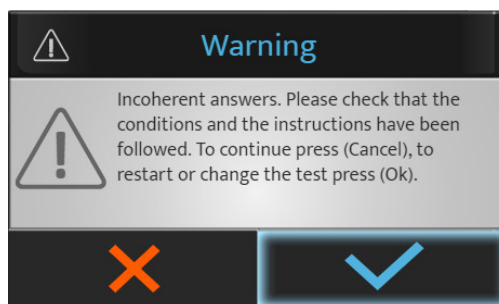 Warning
Incoherent answers. Please check that the
conditions and the instructions have been
followed. To continue press (Cancel), to
restart or change the test press (Ok).